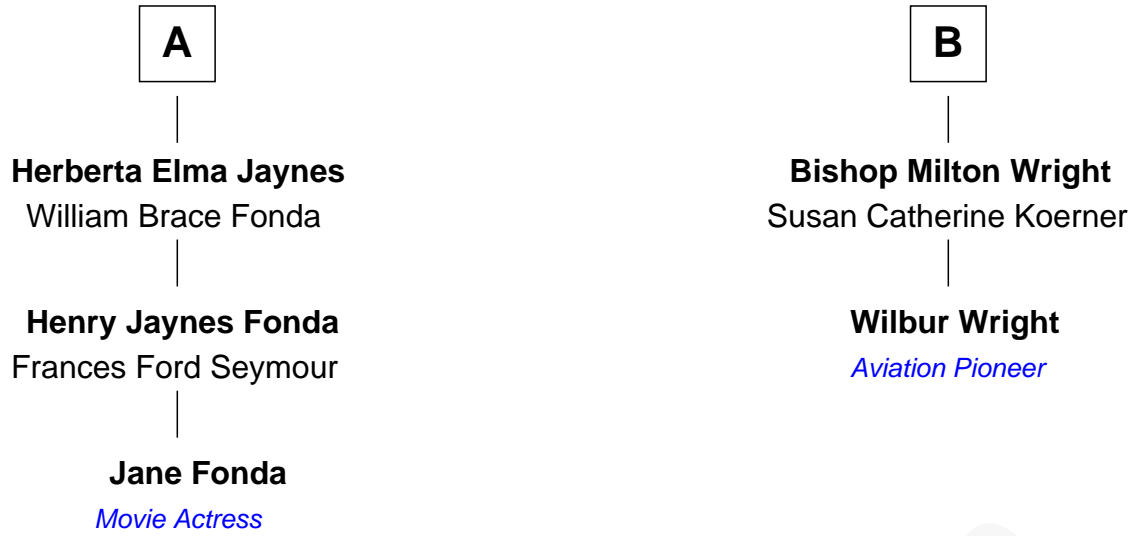 A
Herberta Elma Jaynes
William Brace Fonda
Henry Jaynes Fonda
Frances Ford Seymour
Jane Fonda
Movie Actress
B
Bishop Milton Wright
Susan Catherine Koerner
Wilbur Wright
Aviation Pioneer